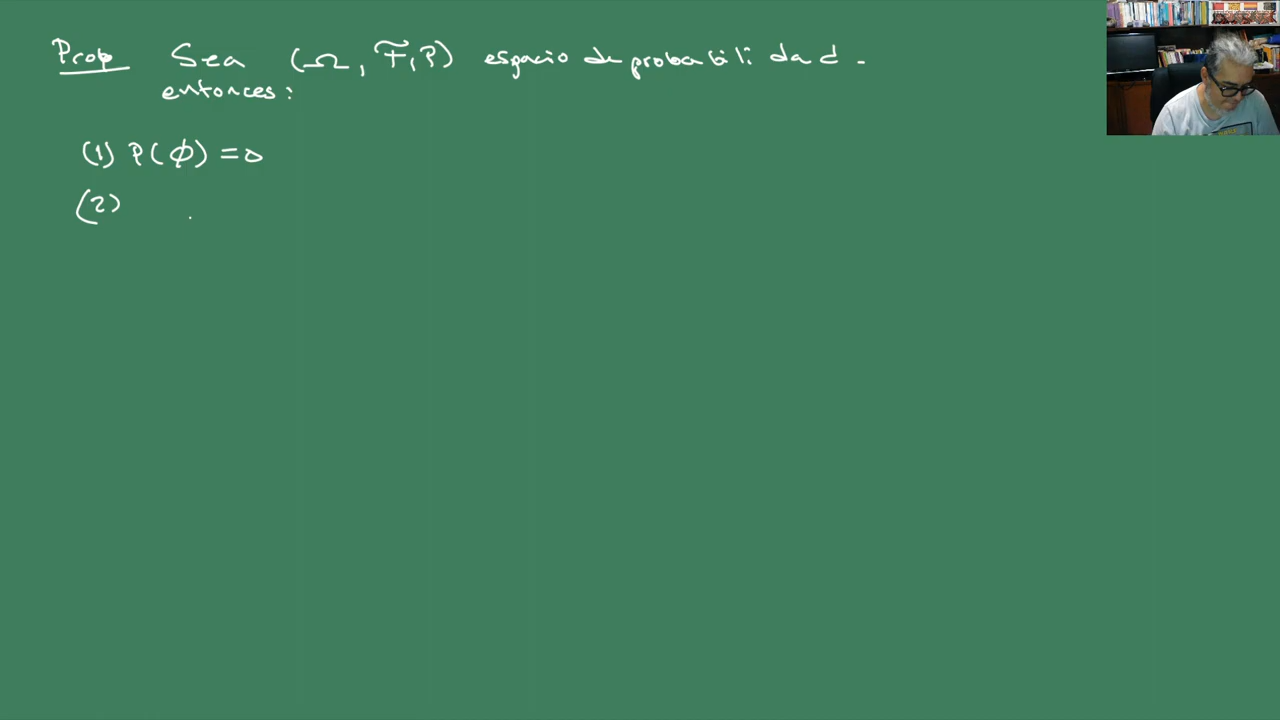 Prop Sea (Ω, F, P) espacio de probabilidad.
entonces:
(1) P(ϕ) = 0
(2)